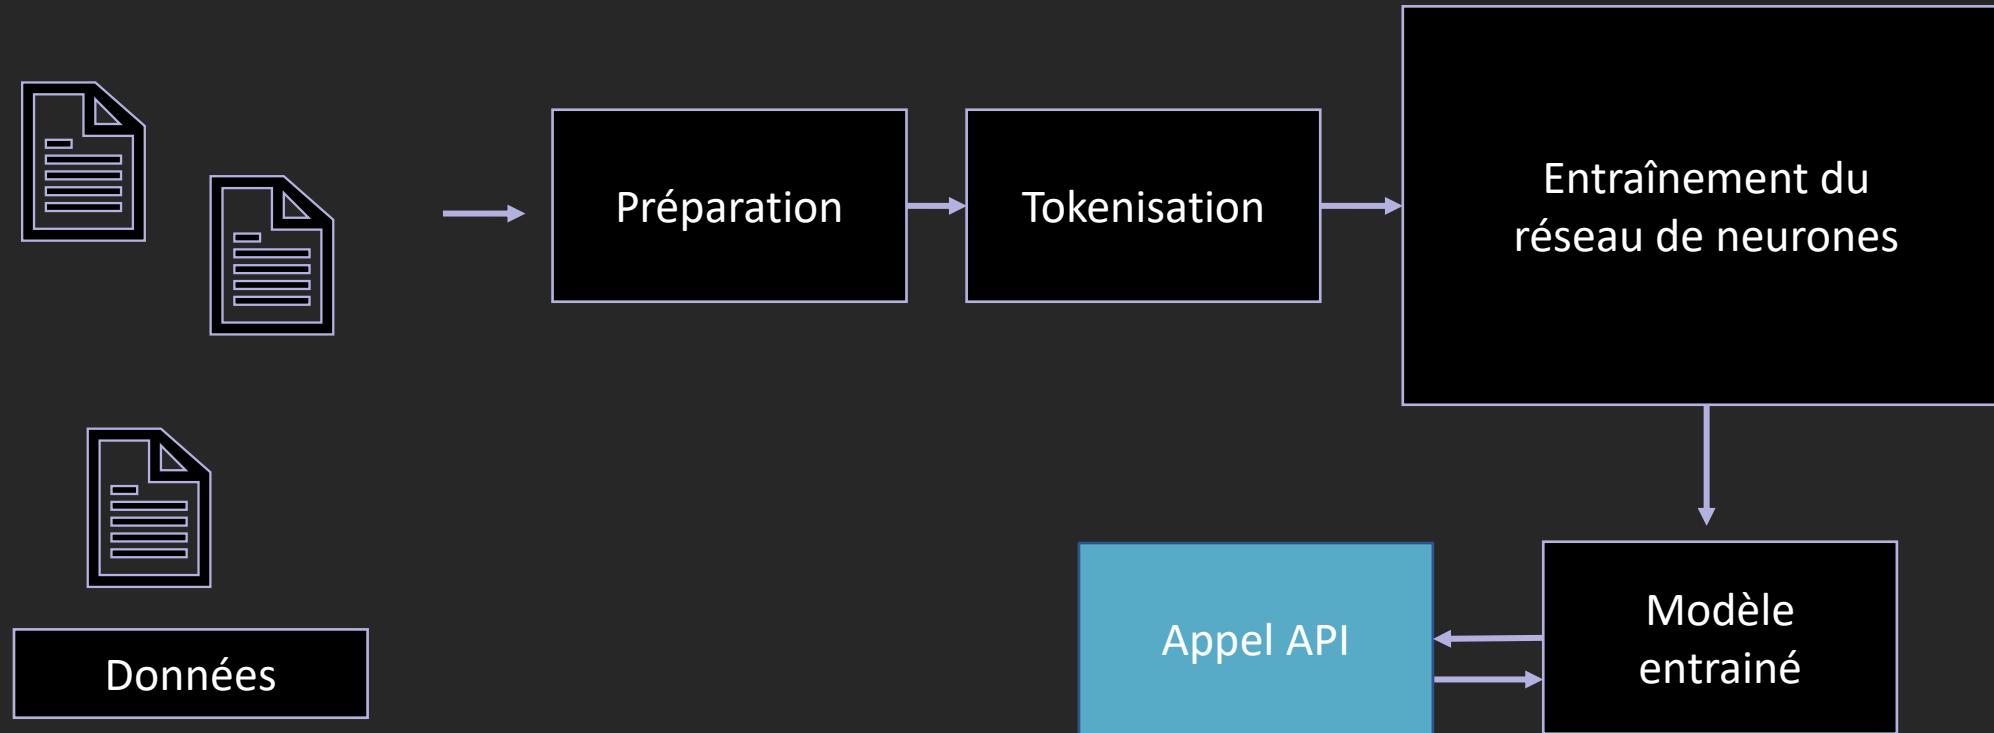 Préparation
Tokenisation
Entraînement du
réseau de neurones
Données
Appel API
Modèle
entrainé